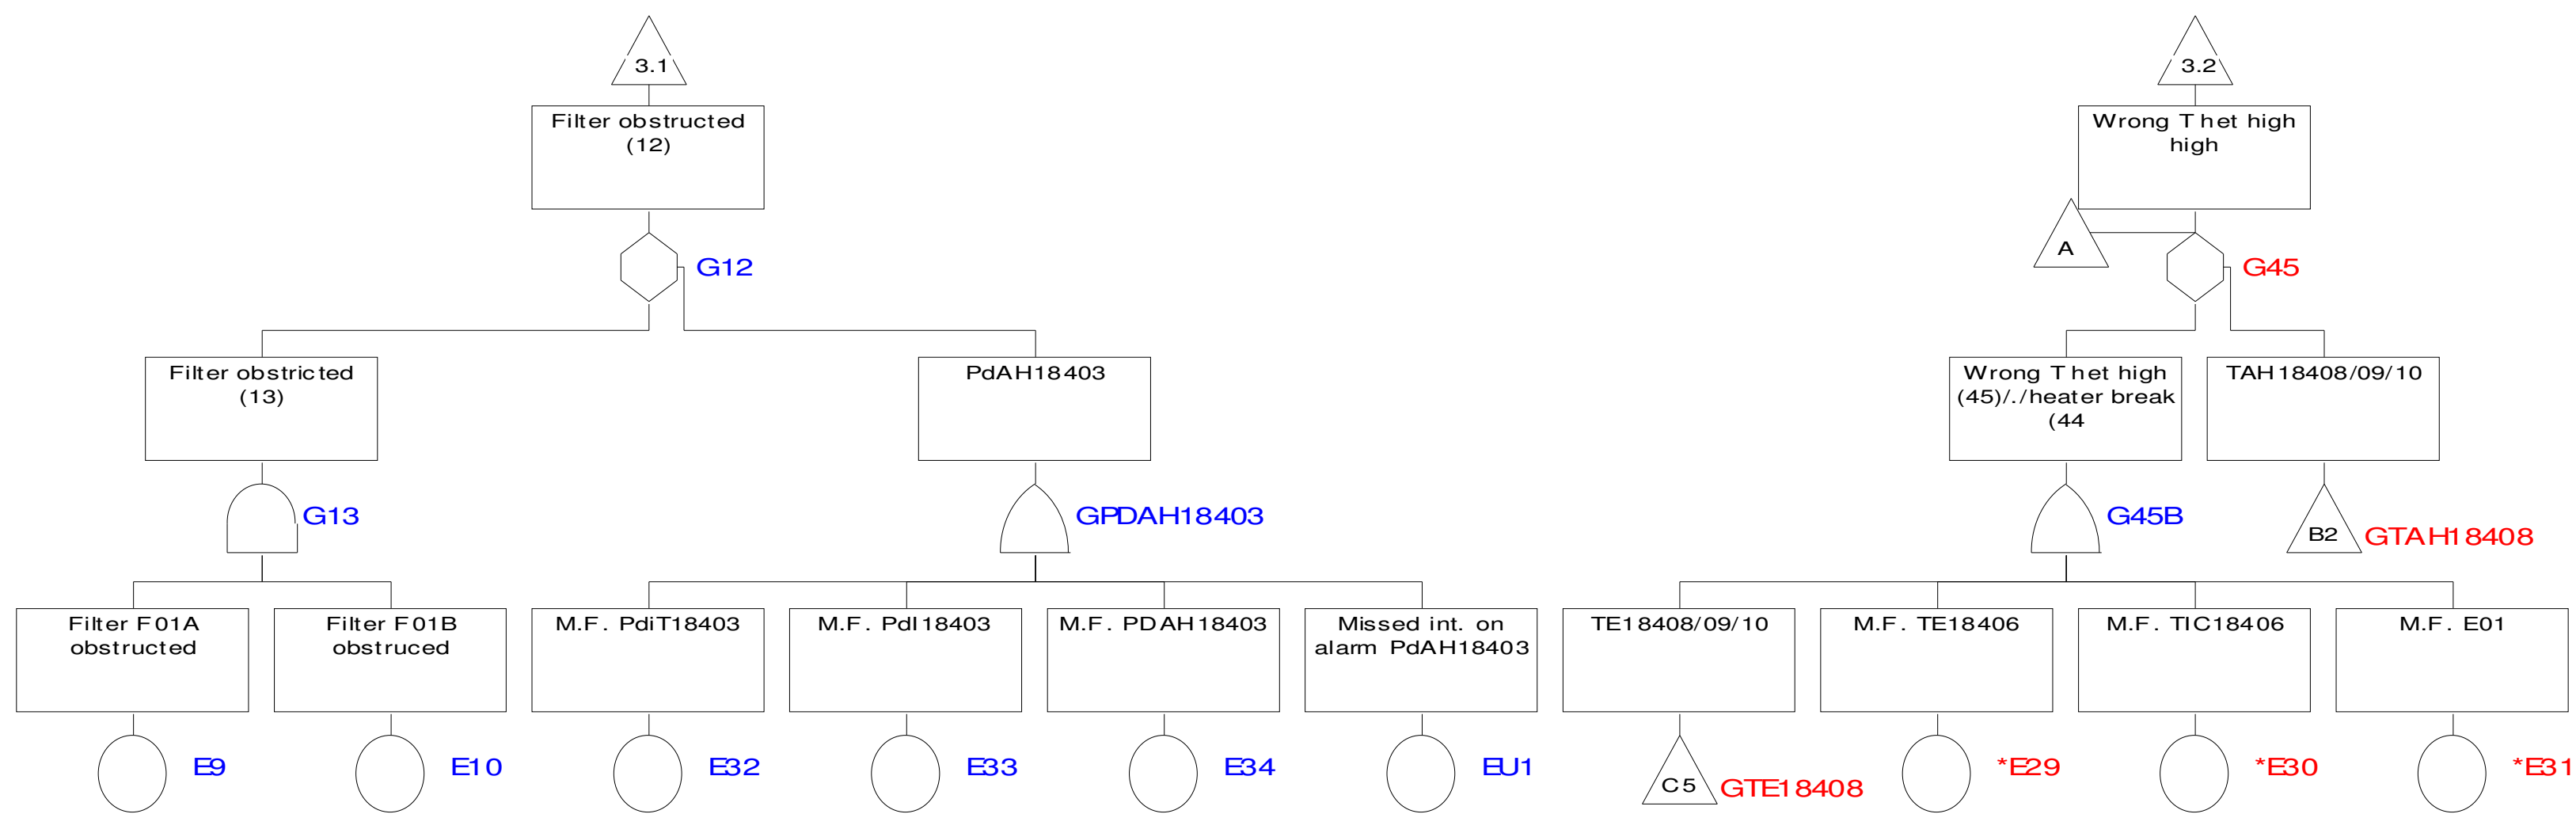 3.1
3.2
Filter obstructed
(12)
Wrong Thet high
high
A
G12
G45
Filter obstricted
(13)
PdAH18403
Wrong Thet high
(45)/./heater break
(44
TAH18408/09/10
G13
GPDAH18403
G45B
B2
GTAH18408
Filter F01A
obstructed
Filter F01B
obstruced
M.F. PdiT18403
M.F. PdI18403
M.F. PDAH18403
Missed int. on
alarm PdAH18403
TE18408/09/10
M.F. TE18406
M.F. TIC18406
M.F. E01
E9
E10
E32
E33
E34
EU1
C5
GTE18408
*E29
*E30
*E31